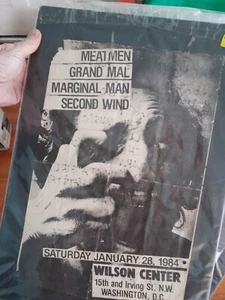 MEATMEN
GRAND MAL
MARGINAL MAN
SECOND WIND
SATURDAY JANUARY 28, 1984
WILSON CENTER
15th and Irving St. N.W.
WASHINGTON, D.C.